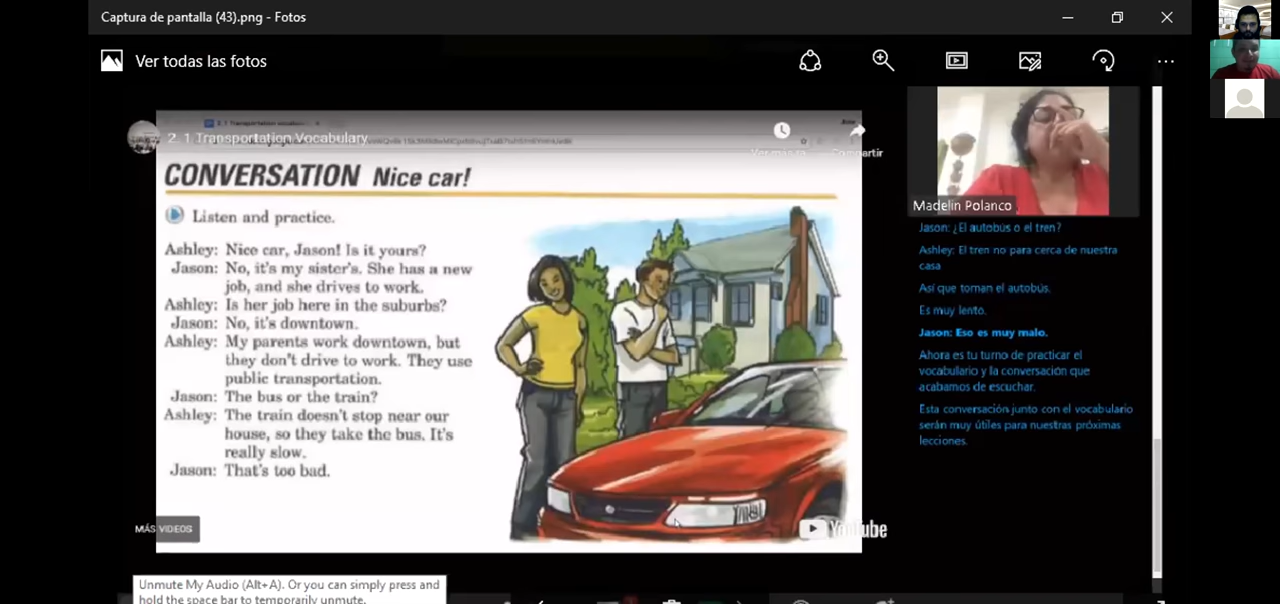 Captura de pantalla (43).png - Fotos
Ver todas las fotos
2. 1 Transportation Vocabulary
Compartir
CONVERSATION Nice car!
Listen and practice.
Ashley: Nice car, Jason! Is it yours?
Jason: No, it's my sister's. She has a new
job, and she drives to work.
Ashley: Is her job here in the suburbs?
Jason: No, it's downtown.
Ashley: My parents work downtown, but
they don't drive to work. They use
public transportation.
Jason: The bus or the train?
Ashley: The train doesn't stop near our
house, so they take the bus. It's
really slow.
Jason: That's too bad.
MÁS VIDEOS
YouTube
Madelin Polanco
Jason: ¿El autobús o el tren?
Ashley: El tren no para cerca de nuestra
casa
Así que toman el autobús.
Es muy lento.
Jason: Eso es muy malo.
Ahora es tu turno de practicar el
vocabulario y la conversación que
acabamos de escuchar.
Esta conversación junto con el vocabulario
serán muy útiles para nuestras próximas
lecciones.
Unmute My Audio (Alt+A). Or you can simply press and
hold the space bar to temporarily unmute.